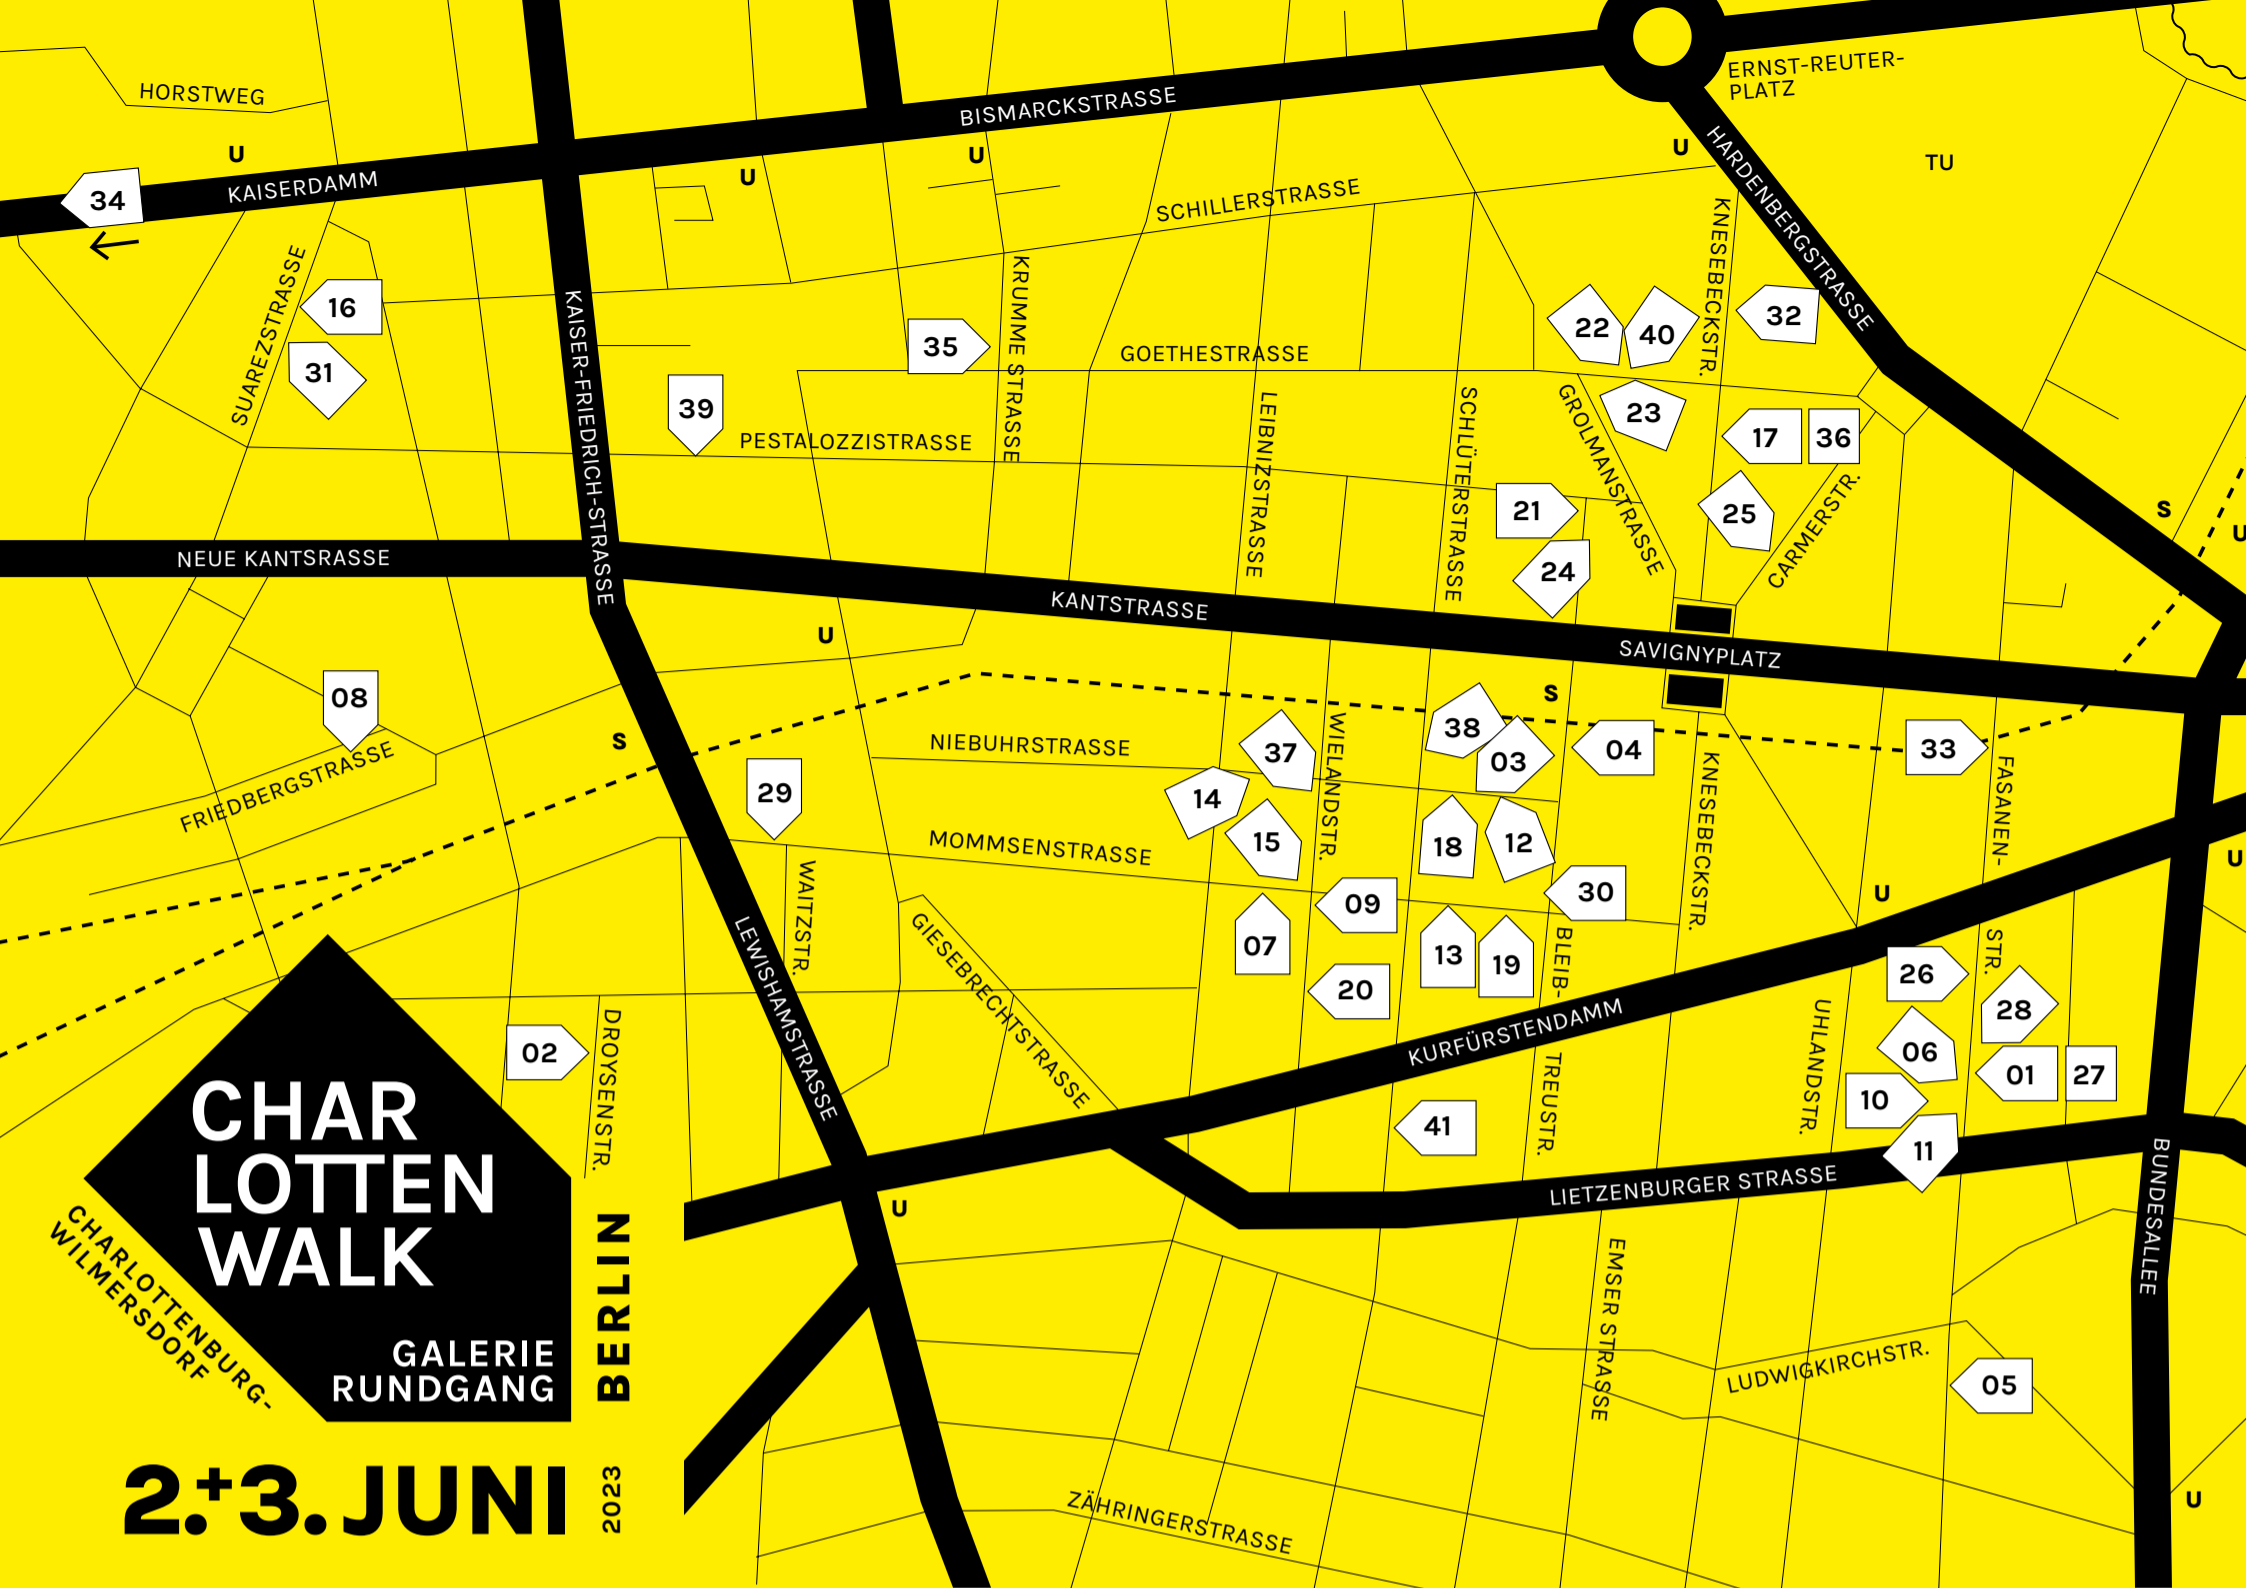 ERNST-REUTER-
PLATZ
HORSTWEG
BISMARCKSTRASSE
U
U
U
U
HARDENBERGSTRASSE
TU
KAISERDAMM
34
SCHILLERSTRASSE
KNESEBECKSTR.
SUAREZSTRASSE
16
31
KAISER-FRIEDRICH-STRASSE
KRUMME STRASSE
35
39
GOETHESTRASSE
22
40
32
23
17
36
PESTALOZZISTRASSE
LEIBNIZSTRASSE
SCHLÜTERSTRASSE
GROLMANSTRASSE
21
25
CARMERSTR.
24
S
U
NEUE KANTSRASSE
KANTSTRASSE
SAVIGNYPLATZ
U
08
FRIEDBERGSTRASSE
S
S
38
03
04
33
37
NIEBUHRSTRASSE
WIELANDSTR.
KNESEBECKSTR.
FASANEN-
STR.
29
14
15
18
12
MOMMSENSTRASSE
WAITZSTR.
30
09
07
20
13
19
U
U
LEWISHAMSTRASSE
GIESEBRECHTSTRASSE
BLEIB-
TREUSTR.
26
28
06
01
27
10
11
02
DROYSENSTR.
KURFÜRSTENDAMM
UHLANDSTR.
41
LIETZENBURGER STRASSE
BUNDESALLEE
U
EMSER STRASSE
LUDWIGKIRCHSTR.
05
U
ZÄHRINGERSTRASSE
CHAR
LOTTEN
WALK
CHARLOTTENBURG-
WILMERSDORF
GALERIE
RUNDGANG
BERLIN
2.+3. JUNI
2023